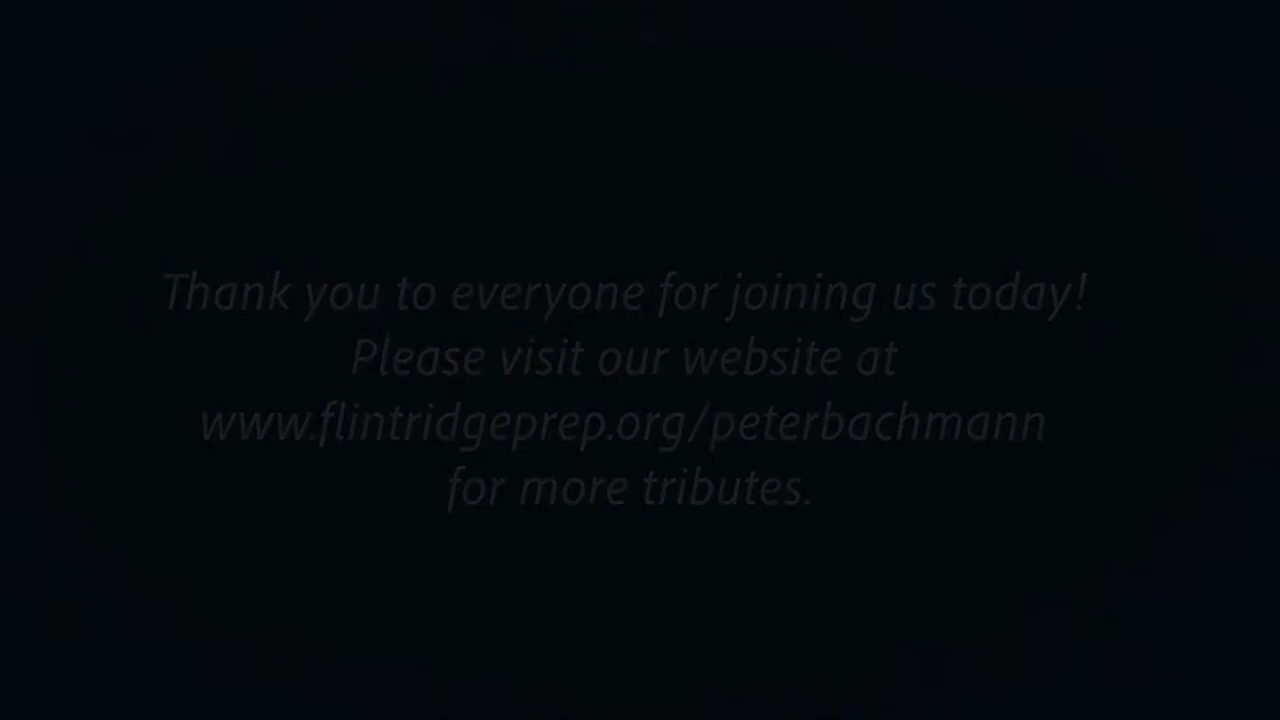 Thank you to everyone for joining us today!
Please visit our website at
www.flintridgeprep.org/peterbachmann
for more tributes.